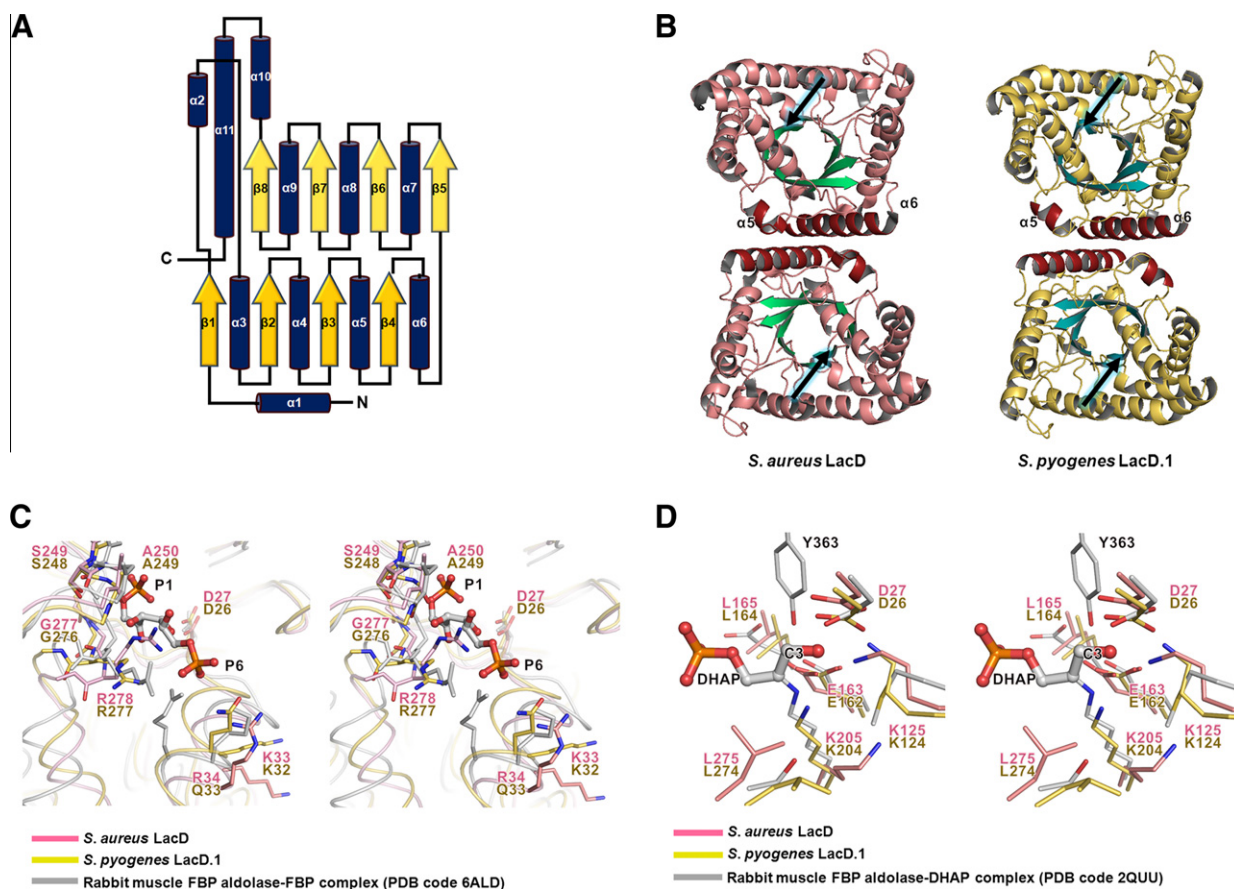 A
α10
α2
α11
β8
α9
β7
α8
β6
α7
β5
C
β1
α3
β2
α4
β3
α5
β4
α6
α1
N
B
α5
α6
α5
α6
S. aureus LacD
S. pyogenes LacD.1
C
S249
S248
A250
A249
P1
D27
D26
G277
G276
P6
R278
R277
K33
K32
R34
Q33
S249
S248
A250
A249
P1
D27
D26
G277
G276
P6
R278
R277
K33
K32
R34
Q33
S. aureus LacD
S. pyogenes LacD.1
Rabbit muscle FBP aldolase-FBP complex (PDB code 6ALD)
D
Y363
D27
D26
L165
L164
C3
DHAP
E163
E162
K205
K204
K125
K124
L275
L274
Y363
D27
D26
L165
L164
C3
DHAP
E163
E162
K205
K204
K125
K124
L275
L274
S. aureus LacD
S. pyogenes LacD.1
Rabbit muscle FBP aldolase-DHAP complex (PDB code 2QUU)